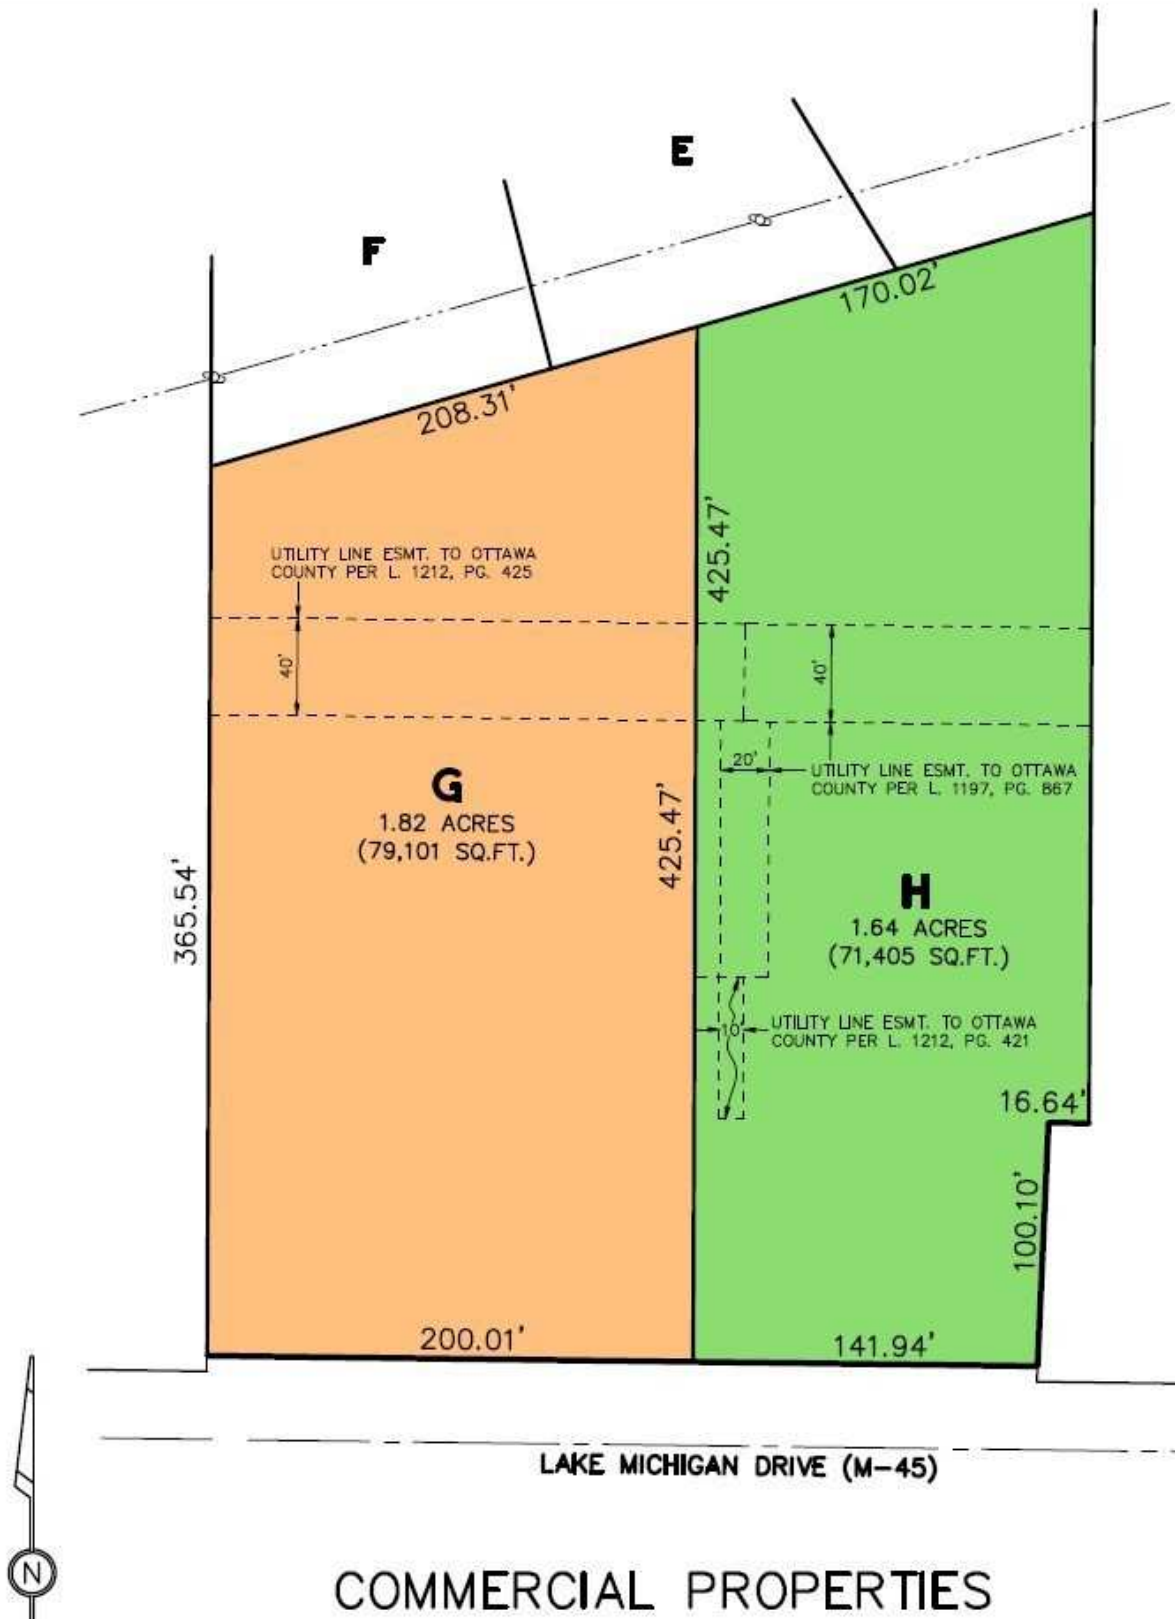 E
F
170.02'
208.31'
425.47'
UTILITY LINE ESMT. TO OTTAWA
COUNTY PER L. 1212, PG. 425
40'
40'
20'
UTILITY LINE ESMT. TO OTTAWA
COUNTY PER L. 1197, PG. 867
G
1.82 ACRES
(79,101 SQ.FT.)
425.47'
365.54'
H
1.64 ACRES
(71,405 SQ.FT.)
10'
UTILITY LINE ESMT. TO OTTAWA
COUNTY PER L. 1212, PG. 421
16.64'
100.10'
200.01'
141.94'
LAKE MICHIGAN DRIVE (M-45)
N
COMMERCIAL PROPERTIES